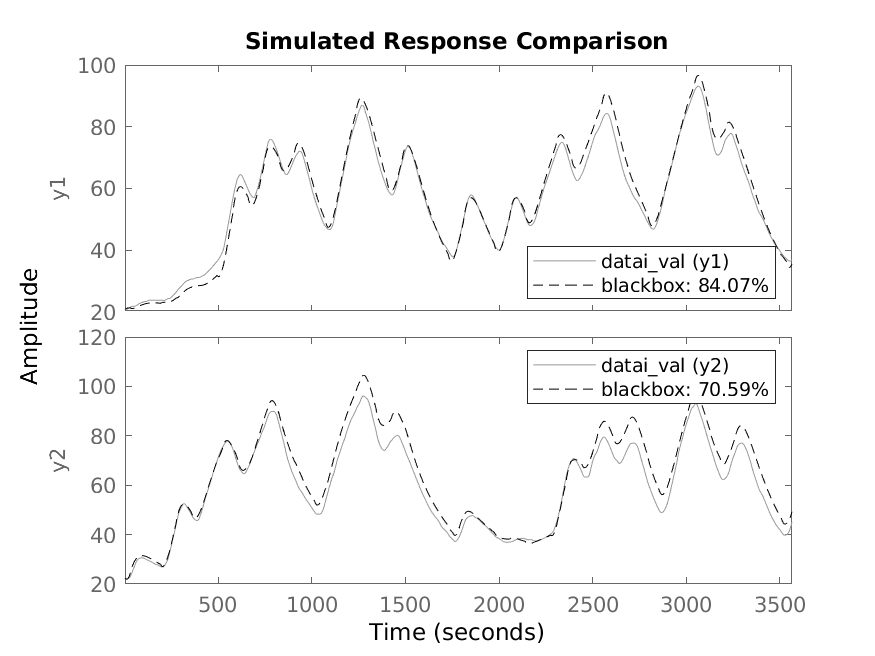 Simulated Response Comparison
100
80
60
40
20
y1
datai_val (y1)
blackbox: 84.07%
Amplitude
120
100
80
60
40
20
y2
datai_val (y2)
blackbox: 70.59%
500
1000
1500
2000
2500
3000
3500
Time (seconds)